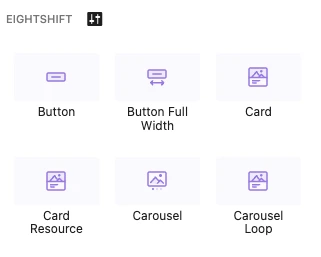 EIGHTSHIFT
Button
Button Full
Width
Card
Card
Resource
Carousel
Carousel
Loop